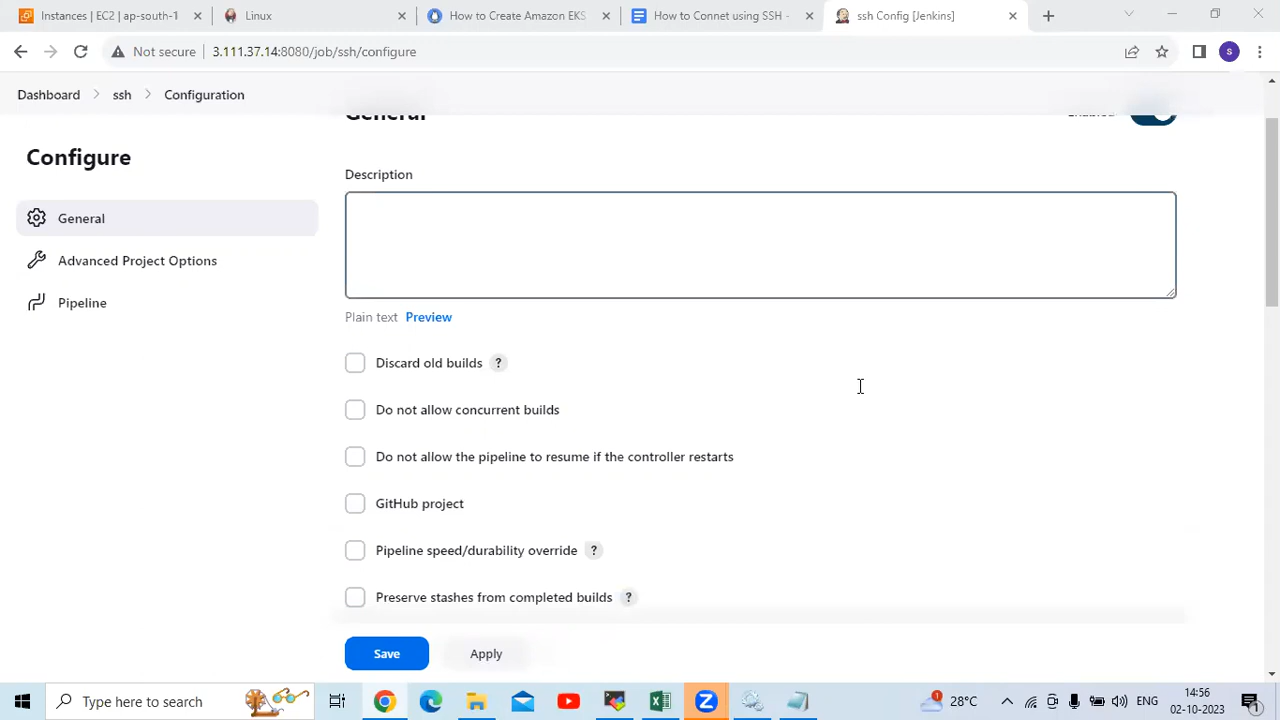 Instances | EC2 | ap-south-1
Linux
How to Create Amazon EKS
How to Connet using SSH -
ssh Config [Jenkins]
Not secure
3.111.37.14:8080/job/ssh/configure
S
Dashboard
ssh
Configuration
General
Enabled
Configure
General
Advanced Project Options
Pipeline
Description
Plain text Preview
Discard old builds ?
Do not allow concurrent builds
Do not allow the pipeline to resume if the controller restarts
GitHub project
Pipeline speed/durability override ?
Preserve stashes from completed builds ?
Save
Apply
Type here to search
1
28°C
ENG
14:56
02-10-2023
1